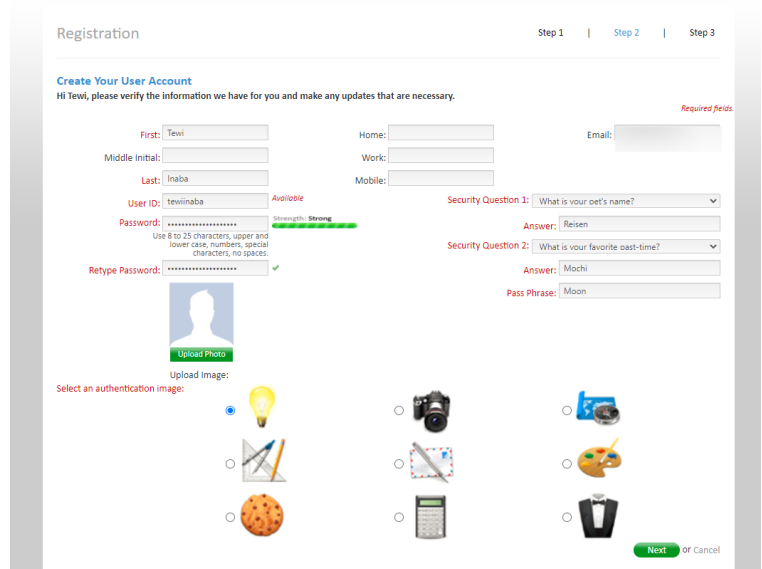 Registration
Step 1 | Step 2 | Step 3
Create Your User Account
Hi Tewi, please verify the information we have for you and make any updates that are necessary.
Required fields.
First: Tewi
Home:
Email:
Middle Initial:
Work:
Last: Inaba
Mobile:
User ID: tewiinaba
Available
Security Question 1: What is your pet's name?
Password: ••••••••••••••••••••
Strength: Strong
Answer: Reisen
Use 8 to 25 characters, upper and
lower case, numbers, special
characters, no spaces.
Security Question 2: What is your favorite past-time?
Retype Password: ••••••••••••••••••••
Answer: Mochi
Pass Phrase: Moon
Upload Photo
Upload Image:
Select an authentication image:
Next or Cancel